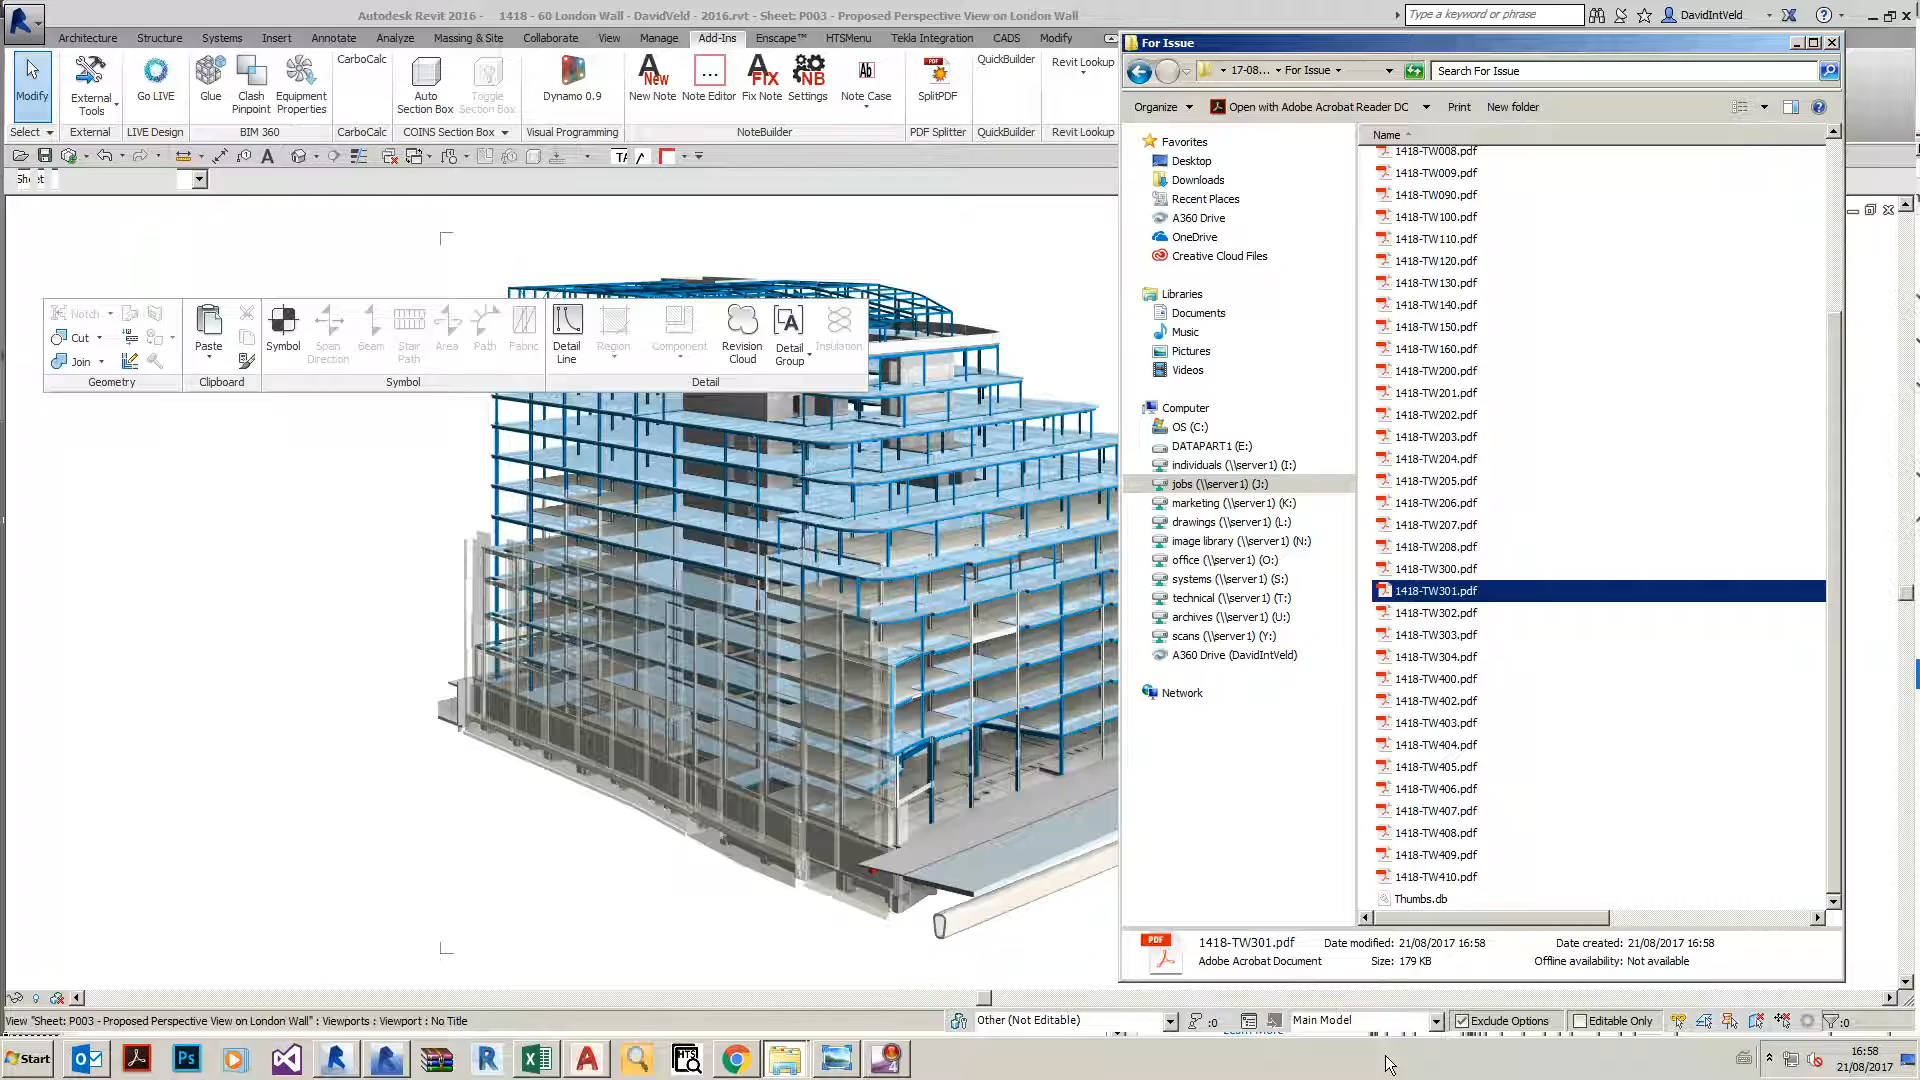 Autodesk Revit 2016 - 1418 - 60 London Wall - DavidVeld - 2016.rvt - Sheet: P003 - Proposed Perspective View on London Wall
Type a keyword or phrase
DavidIntVeld
Architecture Structure Systems Insert Annotate Analyze Massing & Site Collaborate View Manage Add-Ins Enscape™ HTSMenu Tekla Integration CADS Modify
Modify
External Tools
Go LIVE
Glue
Clash Pinpoint
Equipment Properties
CarboCalc
Auto Section Box
Toggle Section Box
Dynamo 0.9
New Note
Note Editor
Fix Note
Settings
Note Case
SplitPDF
QuickBuilder
Revit Lookup
Select External LIVE Design BIM 360 CarboCalc COINS Section Box Visual Programming NoteBuilder PDF Splitter QuickBuilder Revit Lookup
Notch
Cut
Join
Paste
Symbol
Span Direction
Beam
Stair Path
Area
Path
Fabric
Detail Line
Region
Component
Revision Cloud
Detail Group
Insulation
Geometry Clipboard Symbol Detail
For Issue
17-08... For Issue
Search For Issue
Organize Open with Adobe Acrobat Reader DC Print New folder
Favorites
Desktop
Downloads
Recent Places
A360 Drive
OneDrive
Creative Cloud Files
Libraries
Documents
Music
Pictures
Videos
Computer
OS (C:)
DATAPART1 (E:)
individuals (\\server1) (I:)
jobs (\\server1) (J:)
marketing (\\server1) (K:)
drawings (\\server1) (L:)
image library (\\server1) (N:)
office (\\server1) (O:)
systems (\\server1) (S:)
technical (\\server1) (T:)
archives (\\server1) (U:)
scans (\\server1) (Y:)
A360 Drive (DavidIntVeld)
Network
Name
1418-TW008.pdf
1418-TW009.pdf
1418-TW090.pdf
1418-TW100.pdf
1418-TW110.pdf
1418-TW120.pdf
1418-TW130.pdf
1418-TW140.pdf
1418-TW150.pdf
1418-TW160.pdf
1418-TW200.pdf
1418-TW201.pdf
1418-TW202.pdf
1418-TW203.pdf
1418-TW204.pdf
1418-TW205.pdf
1418-TW206.pdf
1418-TW207.pdf
1418-TW208.pdf
1418-TW300.pdf
1418-TW301.pdf
1418-TW302.pdf
1418-TW303.pdf
1418-TW304.pdf
1418-TW400.pdf
1418-TW402.pdf
1418-TW403.pdf
1418-TW404.pdf
1418-TW405.pdf
1418-TW406.pdf
1418-TW407.pdf
1418-TW408.pdf
1418-TW409.pdf
1418-TW410.pdf
Thumbs.db
1418-TW301.pdf Date modified: 21/08/2017 16:58 Date created: 21/08/2017 16:58
Adobe Acrobat Document Size: 179 KB Offline availability: Not available
View "Sheet: P003 - Proposed Perspective View on London Wall" : Viewports : Viewport : No Title
Other (Not Editable)
:0
Main Model
Exclude Options
Editable Only
:0
Start
16:58
21/08/2017